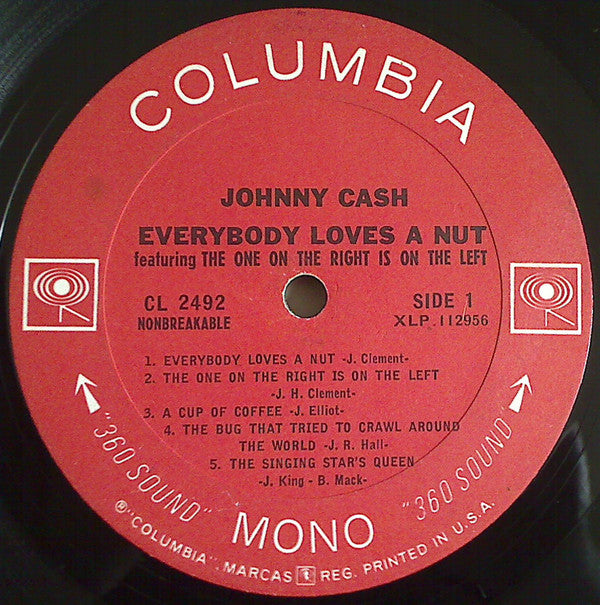 COLUMBIA
JOHNNY CASH
EVERYBODY LOVES A NUT
featuring THE ONE ON THE RIGHT IS ON THE LEFT
CL 2492
NONBREAKABLE
SIDE 1
XLP 112956
1. EVERYBODY LOVES A NUT -J. Clement-
2. THE ONE ON THE RIGHT IS ON THE LEFT
-J. H. Clement-
3. A CUP OF COFFEE -J. Elliot-
4. THE BUG THAT TRIED TO CRAWL AROUND
THE WORLD -J. R. Hall-
5. THE SINGING STAR'S QUEEN
-J. King - B. Mack-
"360 SOUND"
MONO
"360 SOUND"
® "COLUMBIA", MARCAS REG. PRINTED IN U.S.A.